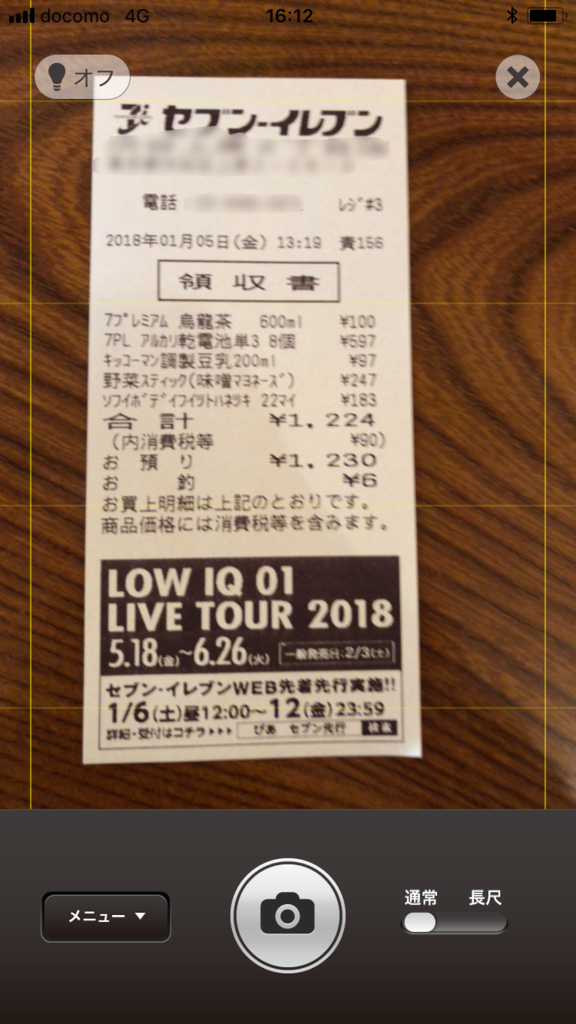 docomo 4G 16:12
オフ
セブン-イレブン
電話
ﾚｼﾞ#3
2018年01月05日(金) 13:19 責156
領収書
7ﾌﾟﾚﾐｱﾑ 烏龍茶 600ml ¥100
7PL ｱﾙｶﾘ乾電池単3 8個 ¥597
ｷｯｺｰﾏﾝ調製豆乳200ml ¥97
野菜ｽﾃｨｯｸ(味噌ﾏﾖﾈｰｽﾞ) ¥247
ｿﾌｲﾎﾞﾃﾞｲﾌｲﾂﾄﾊﾈﾂｷ 22ﾏｲ ¥183
合計 ¥1,224
(内消費税等 ¥90)
お預り ¥1,230
お釣 ¥6
お買上明細は上記のとおりです。
商品価格には消費税等を含みます。
LOW IQ 01
LIVE TOUR 2018
5.18(金)~6.26(火) 一般発売日:2/3(土)
セブン-イレブンWEB先着先行実施!!
1/6(土)昼12:00~12(金)23:59
詳細・受付はコチラ▶▶▶ ぴあ セブン先行 検索
メニュー ▼
通常 長尺